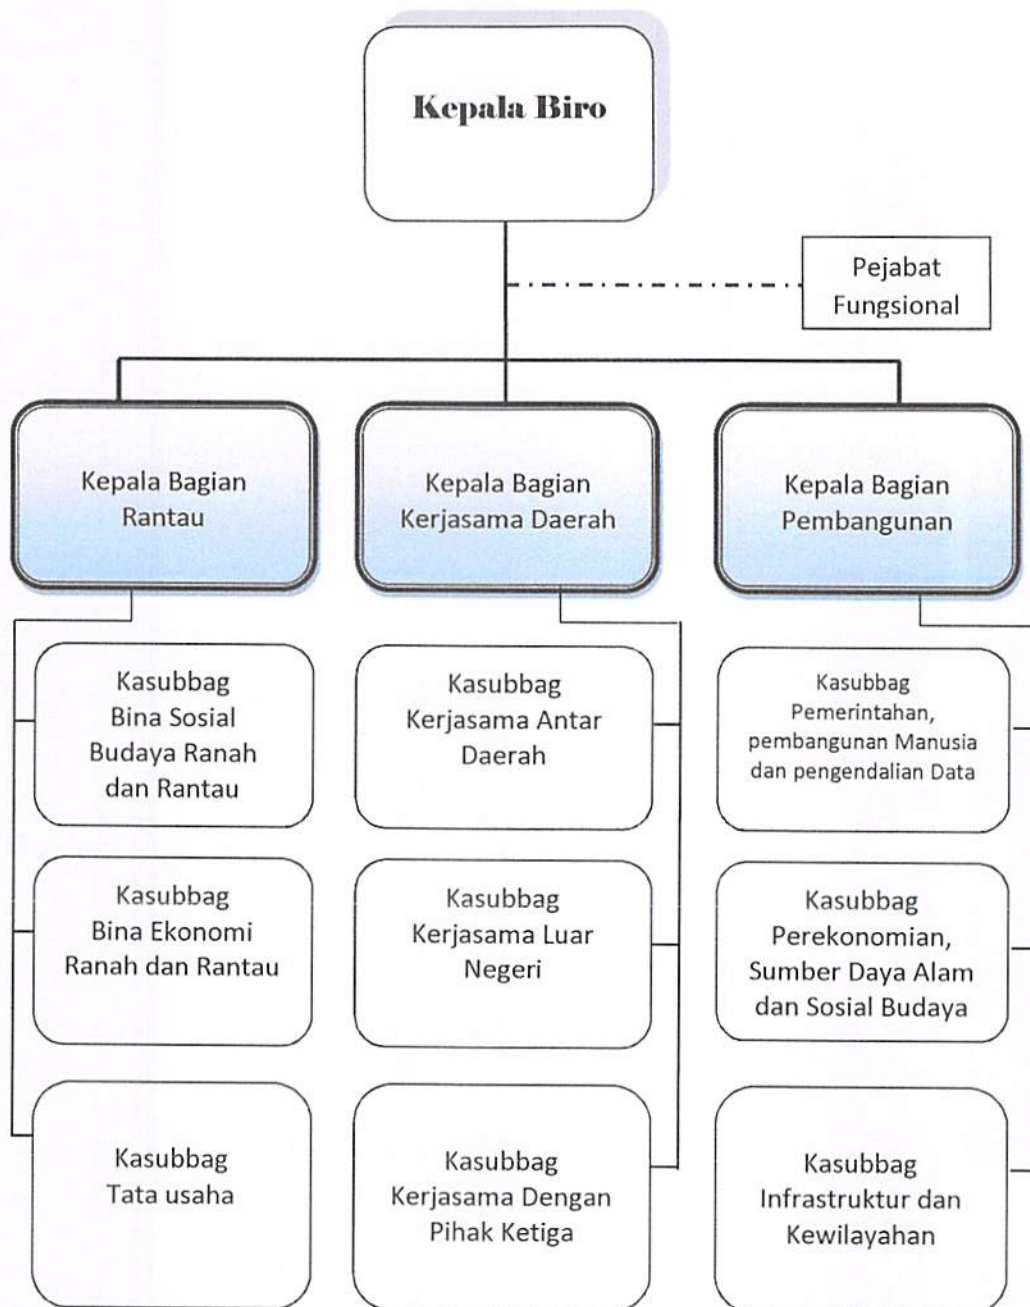 Kepala Biro
Pejabat
Fungsional
Kepala Bagian
Rantau
Kepala Bagian
Kerjasama Daerah
Kepala Bagian
Pembangunan
Kasubbag
Bina Sosial
Budaya Ranah
dan Rantau
Kasubbag
Kerjasama Antar
Daerah
Kasubbag
Pemerintahan,
pembangunan Manusia
dan pengendalian Data
Kasubbag
Bina Ekonomi
Ranah dan Rantau
Kasubbag
Kerjasama Luar
Negeri
Kasubbag
Perekonomian,
Sumber Daya Alam
dan Sosial Budaya
Kasubbag
Tata usaha
Kasubbag
Kerjasama Dengan
Pihak Ketiga
Kasubbag
Infrastruktur dan
Kewilayahan